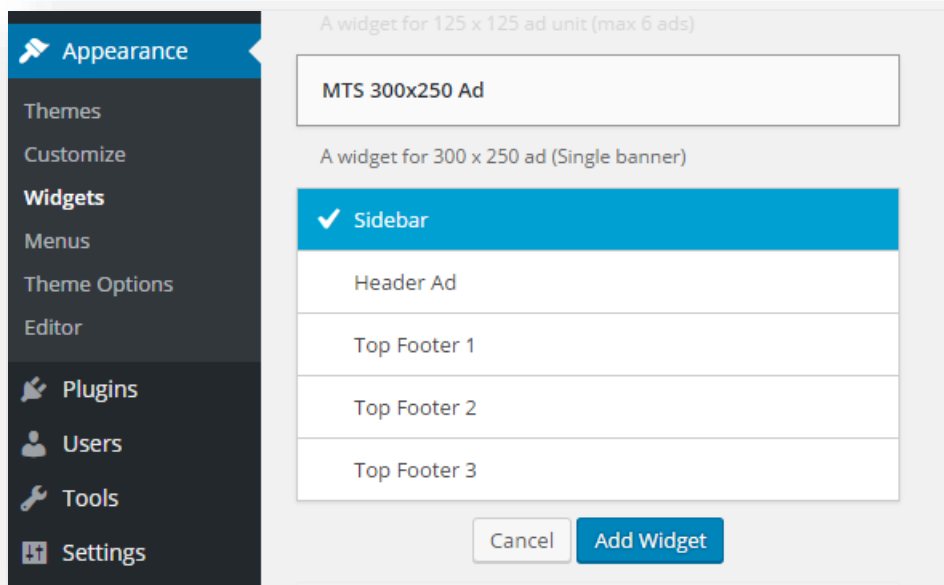 Appearance
Themes
Customize
Widgets
Menus
Theme Options
Editor
Plugins
Users
Tools
Settings
A widget for 125 x 125 ad unit (max 6 ads)
MTS 300x250 Ad
A widget for 300 x 250 ad (Single banner)
Sidebar
Header Ad
Top Footer 1
Top Footer 2
Top Footer 3
Cancel Add Widget